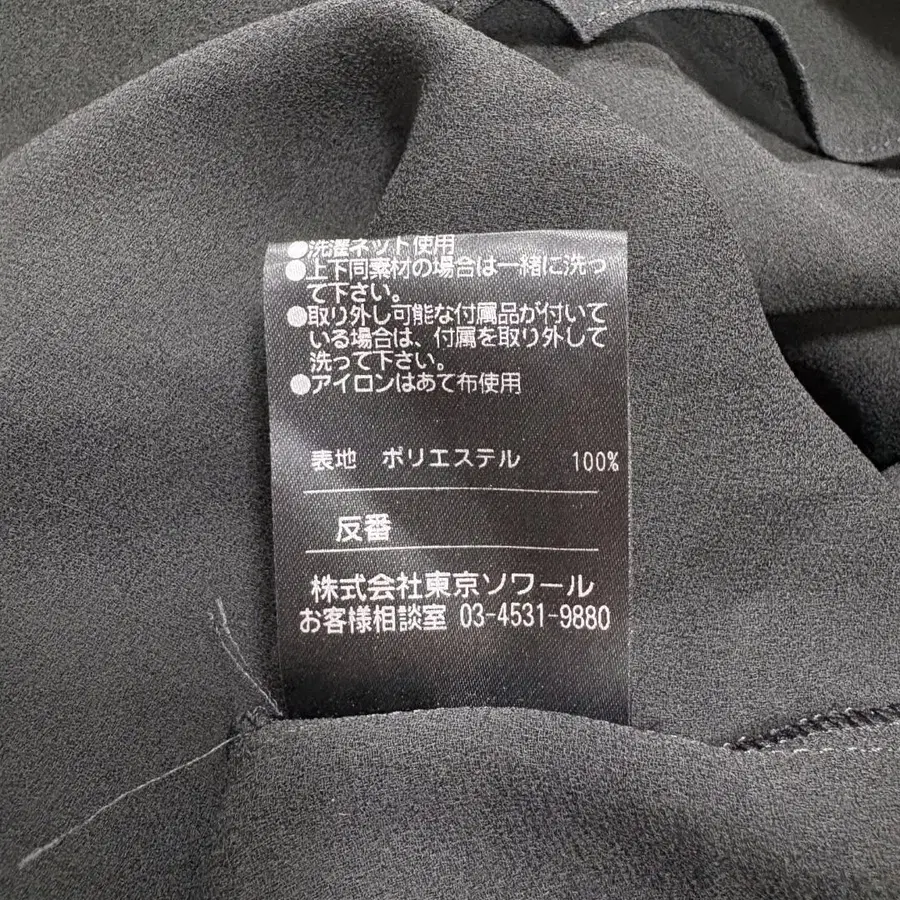 ●洗濯ネット使用
●上下同素材の場合は一緒に洗っ
て下さい。
●取り外し可能な付属品が付いて
いる場合は、付属を取り外して
洗って下さい。
●アイロンはあて布使用
表地 ポリエステル 100%
反番
株式会社東京ソワール
お客様相談室 03-4531-9880